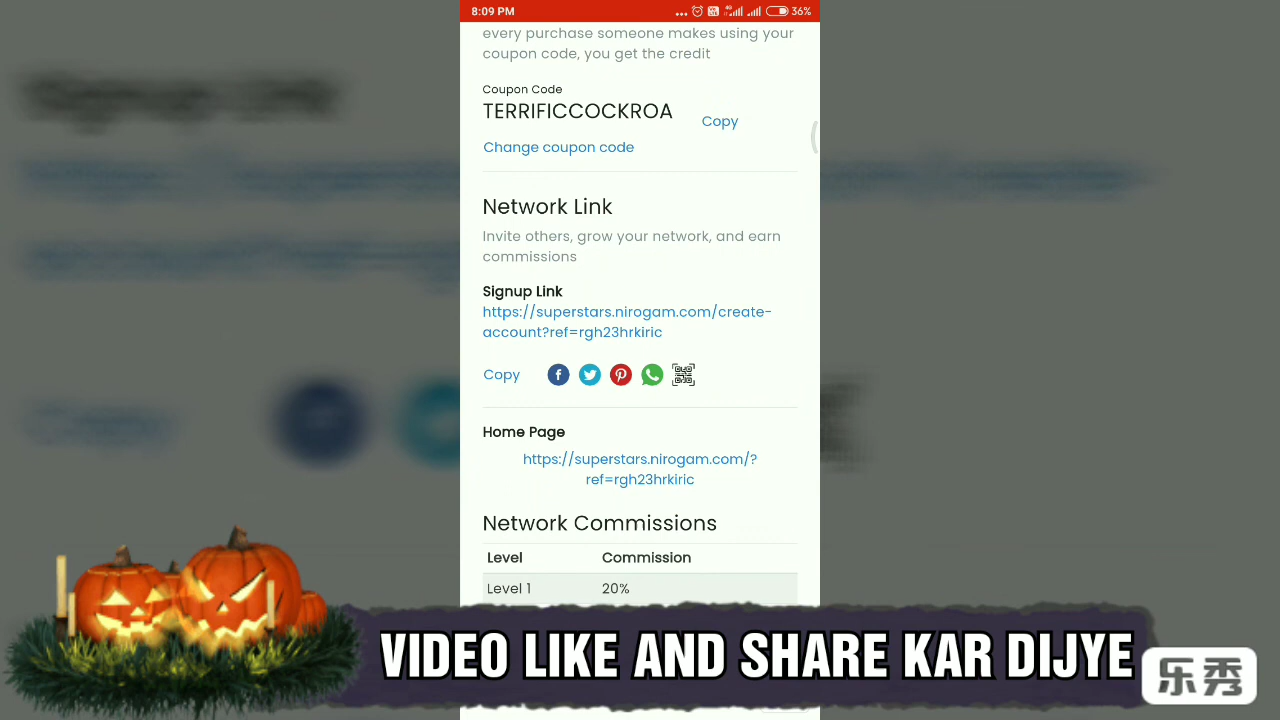 8:09 PM
4G
36%
every purchase someone makes using your
coupon code, you get the credit
Coupon Code
TERRIFICCOCKROA
Copy
Change coupon code
Network Link
Invite others, grow your network, and earn
commissions
Signup Link
https://superstars.nirogam.com/create-
account?ref=rgh23hrkiric
Copy
Home Page
https://superstars.nirogam.com/?
ref=rgh23hrkiric
Network Commissions
Level Commission
Level 1 20%
VIDEO LIKE AND SHARE KAR DIJYE
乐秀